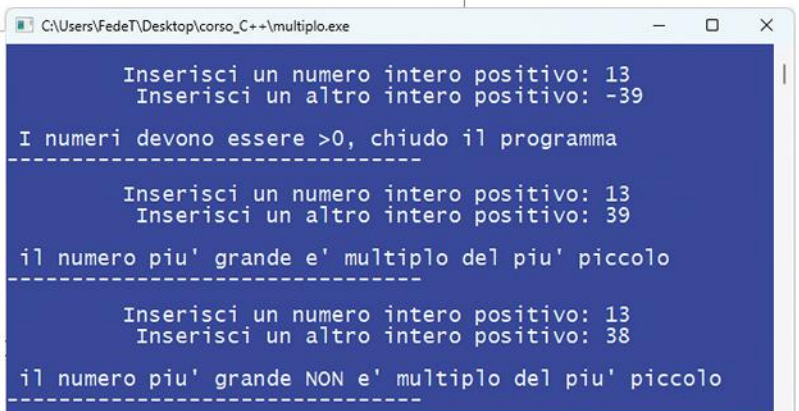 C:\Users\FedeT\Desktop\corso_C++\multiplo.exe
Inserisci un numero intero positivo: 13
Inserisci un altro intero positivo: -39
I numeri devono essere >0, chiudo il programma
--------------------------------
Inserisci un numero intero positivo: 13
Inserisci un altro intero positivo: 39
il numero piu' grande e' multiplo del piu' piccolo
--------------------------------
Inserisci un numero intero positivo: 13
Inserisci un altro intero positivo: 38
il numero piu' grande NON e' multiplo del piu' piccolo
--------------------------------